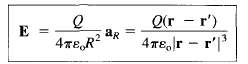 E = Q / 4πε₀R² a_R = Q(r − r′) / 4πε₀|r − r′|³